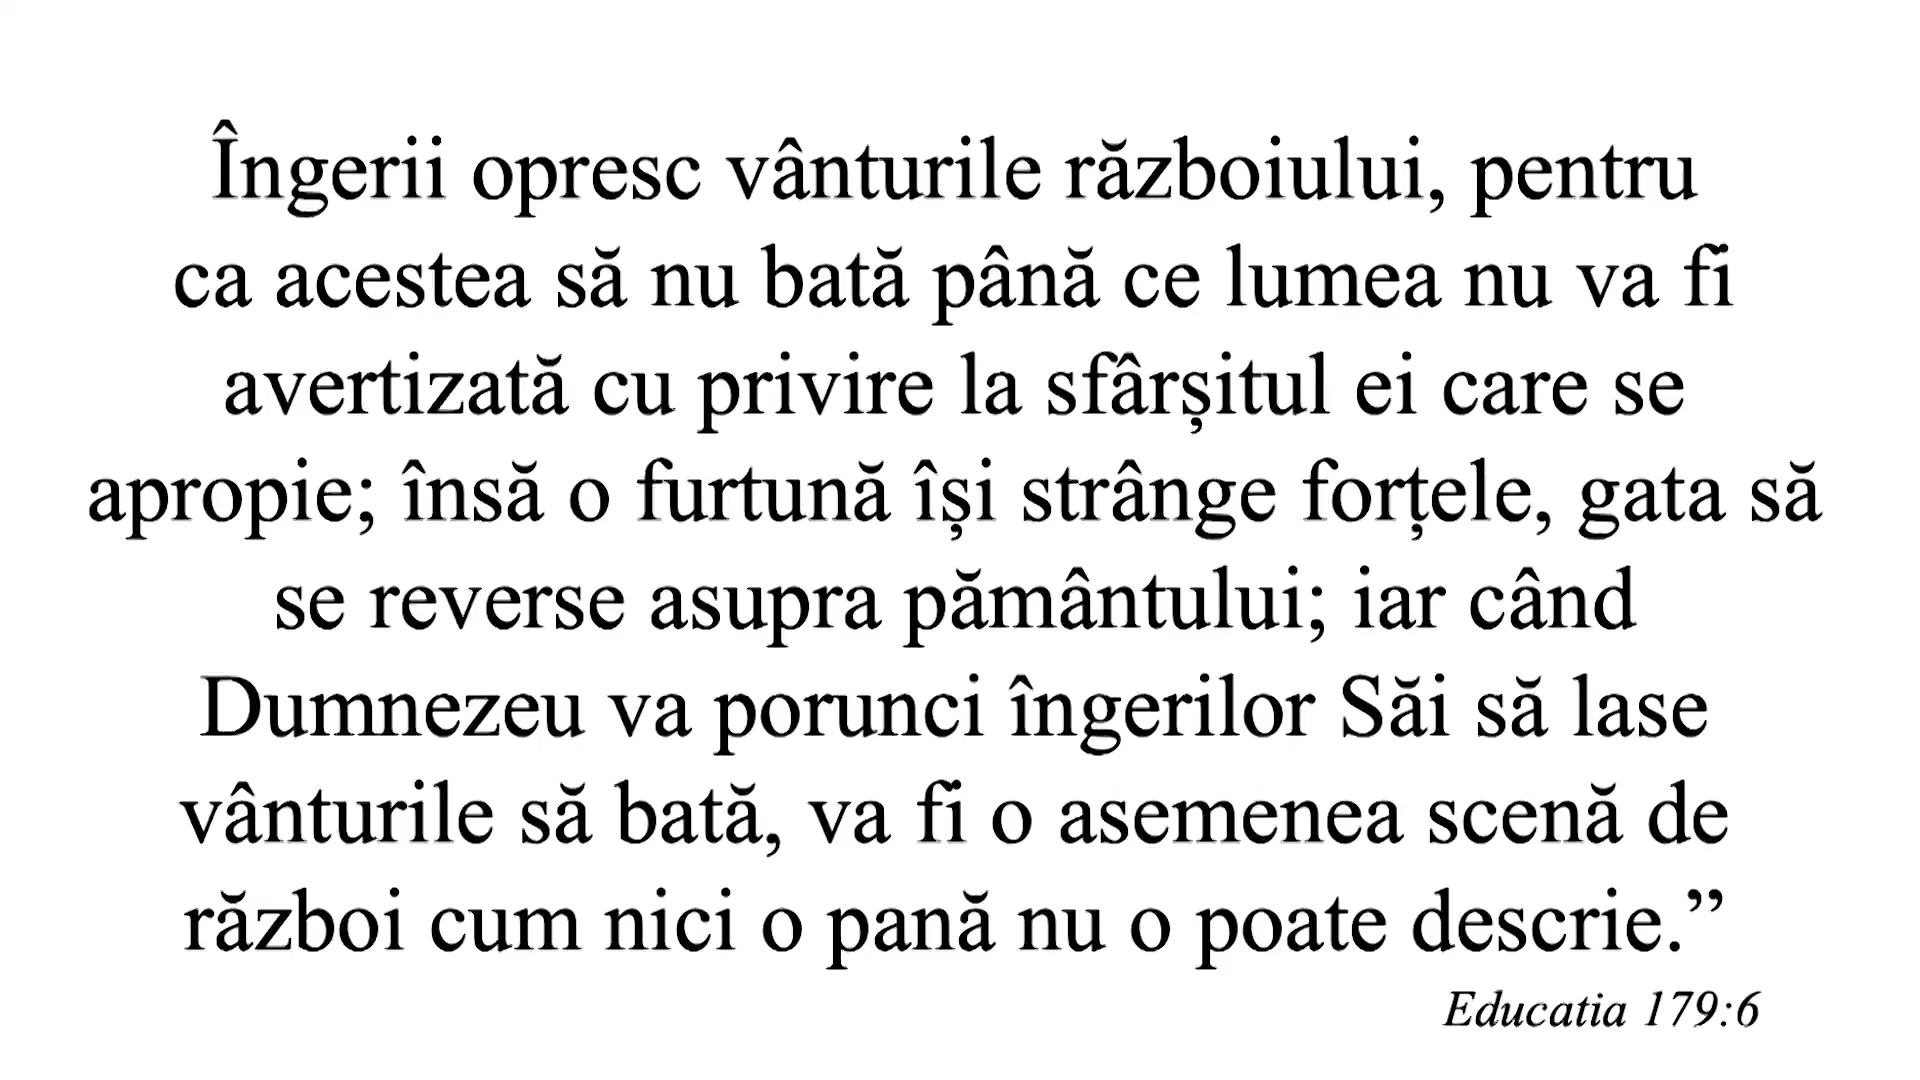 Îngerii opresc vânturile războiului, pentru
ca acestea să nu bată până ce lumea nu va fi
avertizată cu privire la sfârșitul ei care se
apropie; însă o furtună își strânge forțele, gata să
se reverse asupra pământului; iar când
Dumnezeu va porunci îngerilor Săi să lase
vânturile să bată, va fi o asemenea scenă de
război cum nici o pană nu o poate descrie.”
Educatia 179:6